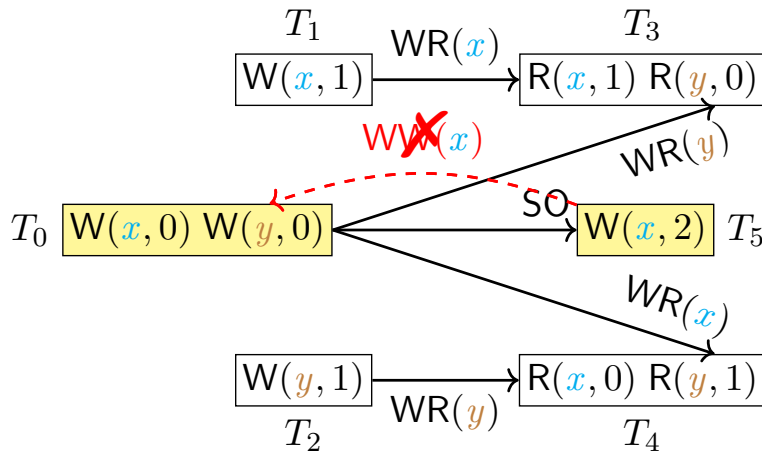 T1 T3
W(x, 1) WR(x) R(x, 1) R(y, 0)
WW(x)
WR(y)
T0 W(x, 0) W(y, 0) SO W(x, 2) T5
WR(x)
W(y, 1) WR(y) R(x, 0) R(y, 1)
T2 T4